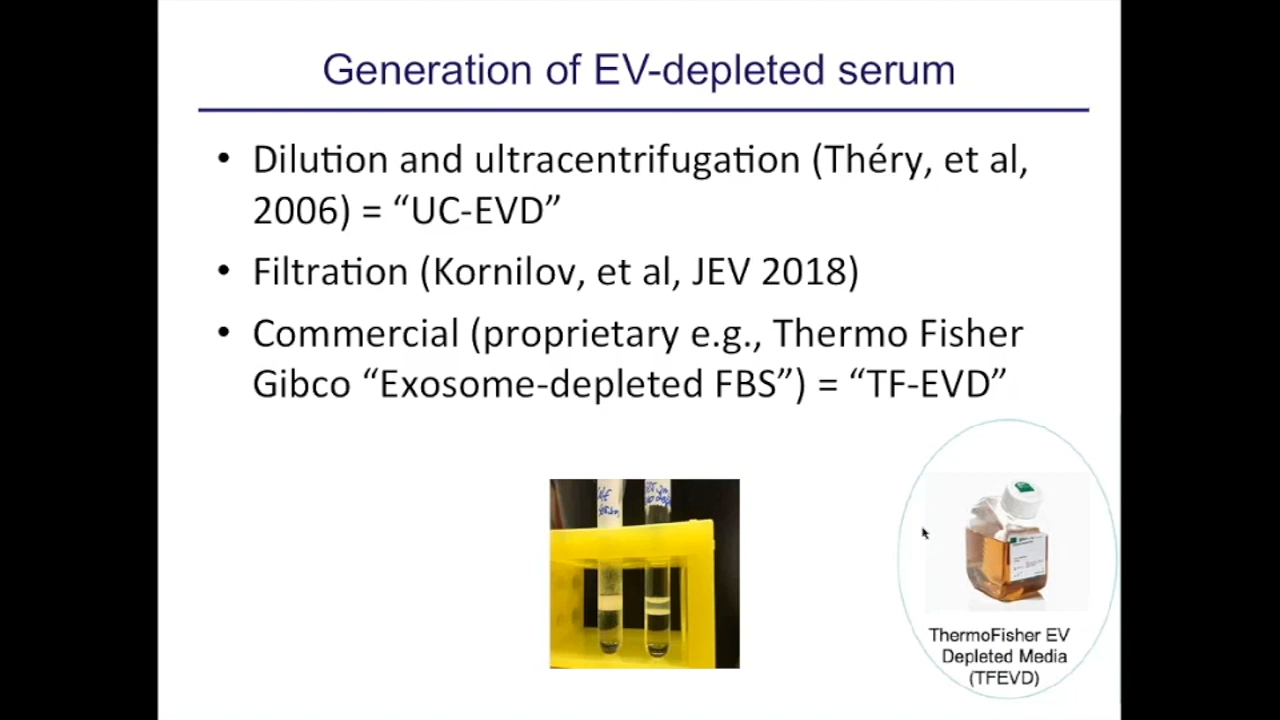 Generation of EV-depleted serum
• Dilution and ultracentrifugation (Théry, et al,
2006) = “UC-EVD”
• Filtration (Kornilov, et al, JEV 2018)
• Commercial (proprietary e.g., Thermo Fisher
Gibco “Exosome-depleted FBS”) = “TF-EVD”
ThermoFisher EV
Depleted Media
(TFEVD)